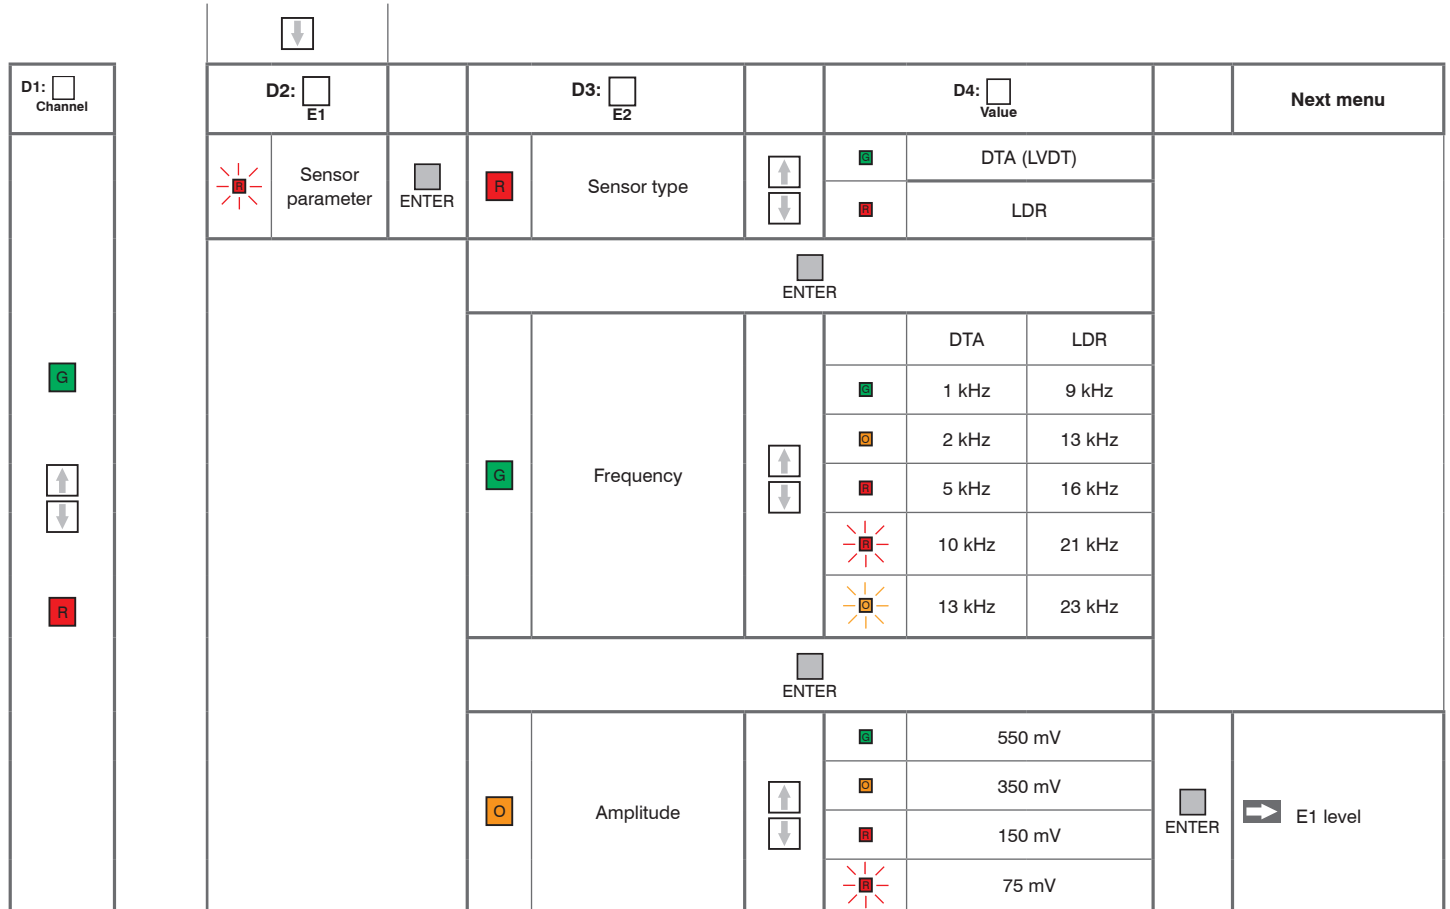 D1:
Channel
D2:
E1
D3:
E2
D4:
Value
Next menu
R
Sensor
parameter
ENTER
R
Sensor type
G
DTA (LVDT)
R
LDR
ENTER
G
R
G
Frequency
DTA
LDR
G
1 kHz
9 kHz
O
2 kHz
13 kHz
R
5 kHz
16 kHz
R
10 kHz
21 kHz
O
13 kHz
23 kHz
ENTER
O
Amplitude
G
550 mV
O
350 mV
R
150 mV
R
75 mV
ENTER
E1 level